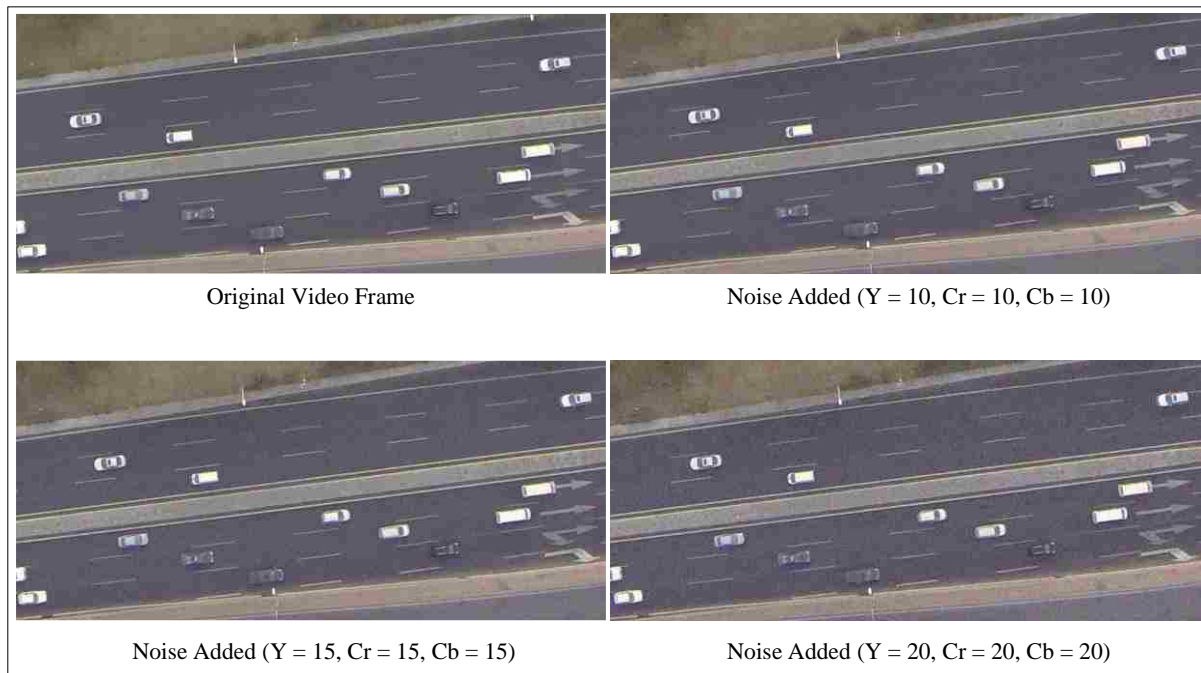 Original Video Frame
Noise Added (Y = 10, Cr = 10, Cb = 10)
Noise Added (Y = 15, Cr = 15, Cb = 15)
Noise Added (Y = 20, Cr = 20, Cb = 20)